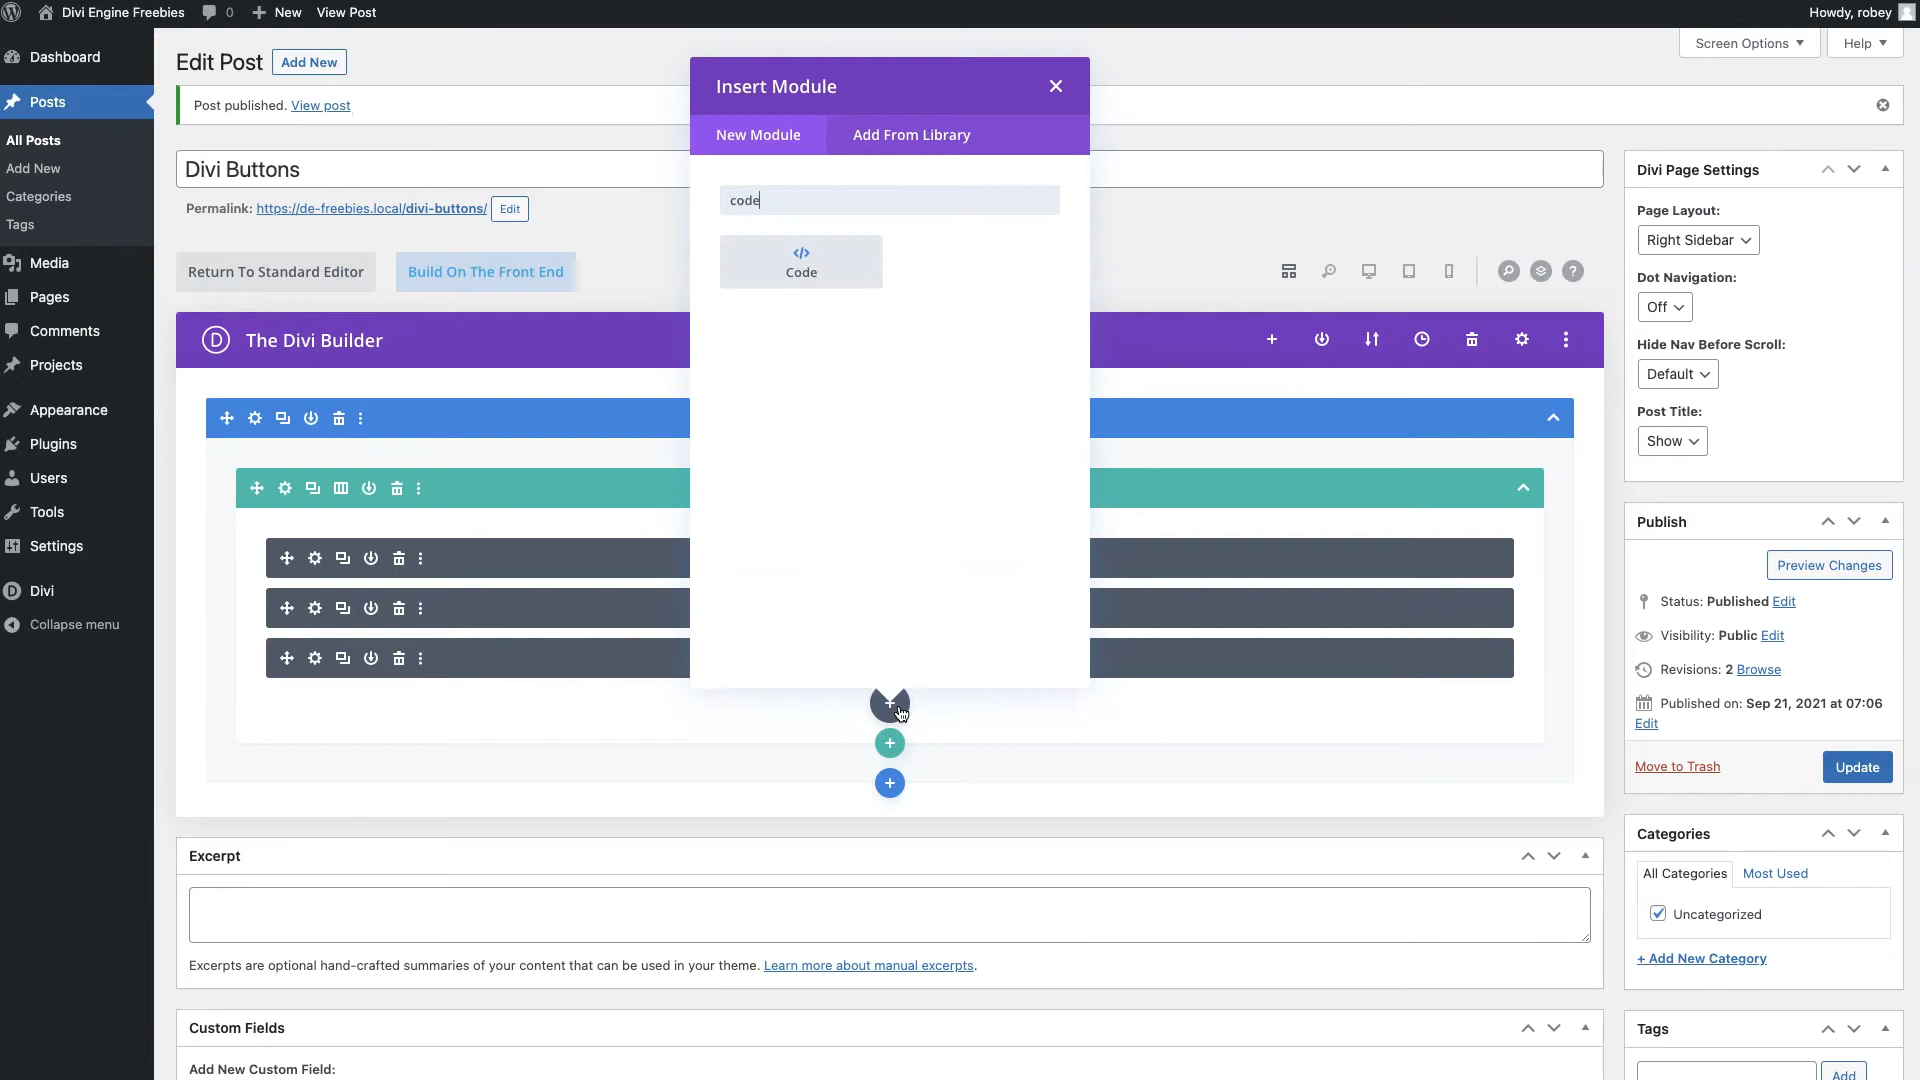 Divi Engine Freebies
0
New
View Post
Howdy, robey
Dashboard
Posts
All Posts
Add New
Categories
Tags
Media
Pages
Comments
Projects
Appearance
Plugins
Users
Tools
Settings
Divi
Collapse menu
Screen Options
Help
Edit Post
Add New
Post published. View post
Divi Buttons
Permalink: https://de-freebies.local/divi-buttons/ Edit
Return To Standard Editor
Build On The Front End
The Divi Builder
Insert Module
New Module
Add From Library
code
Code
Excerpt
Excerpts are optional hand-crafted summaries of your content that can be used in your theme. Learn more about manual excerpts.
Custom Fields
Add New Custom Field:
Divi Page Settings
Page Layout:
Right Sidebar
Dot Navigation:
Off
Hide Nav Before Scroll:
Default
Post Title:
Show
Publish
Preview Changes
Status: Published Edit
Visibility: Public Edit
Revisions: 2 Browse
Published on: Sep 21, 2021 at 07:06
Edit
Move to Trash
Update
Categories
All Categories
Most Used
Uncategorized
+ Add New Category
Tags
Add